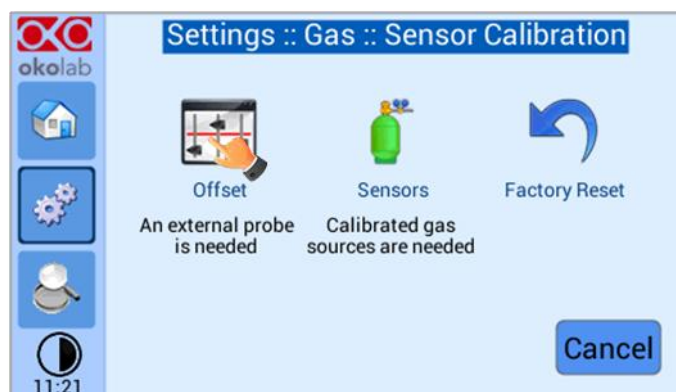 Settings :: Gas :: Sensor Calibration
okolab
Offset
An external probe
is needed
Sensors
Calibrated gas
sources are needed
Factory Reset
Cancel
11:21